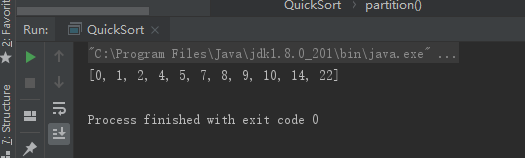 QuickSort › partition()
2: Favorit
Run: QuickSort ×
"C:\Program Files\Java\jdk1.8.0_201\bin\java.exe" ...
[0, 1, 2, 4, 5, 7, 8, 9, 10, 14, 22]
Process finished with exit code 0
7: Structure